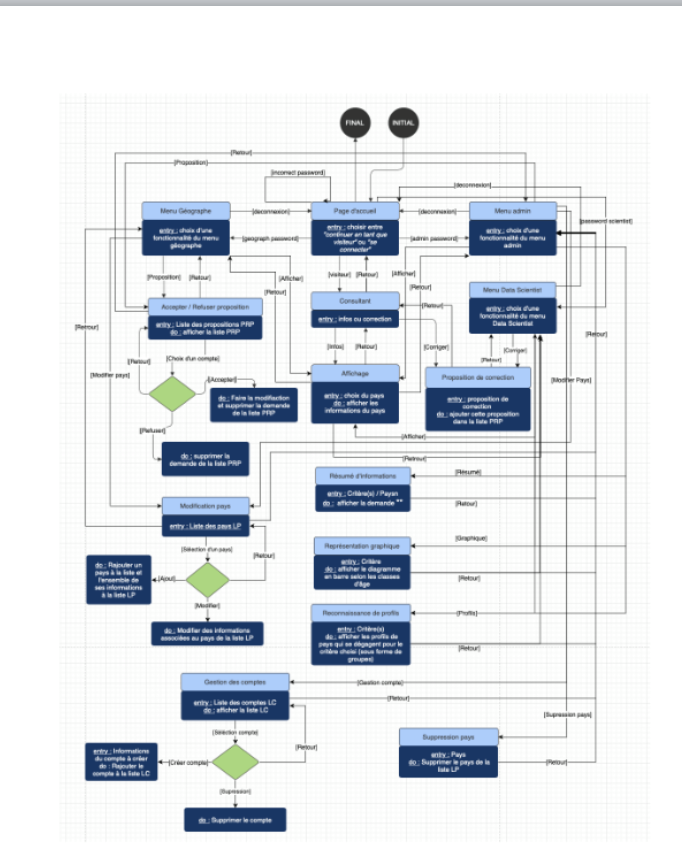 FINAL
INITIAL
[Retour]
[Proposition]
[incorrect password]
[deconnexion]
Menu Géographe
[deconnexion]
Page d'accueil
[deconnexion]
Menu admin
[password scientist]
entry : choix d'une
fonctionnalité du menu
géographe
[geograph password]
entry : choisir entre
"continuer en tant que
visiteur" ou "se
connecter"
[admin password]
entry : choix d'une
fonctionnalité du menu
admin
[Proposition]
[Retour]
[Afficher]
[Retour]
[visiteur]
[Retour]
[Afficher]
[Retour]
Menu Data Scientist
entry : choix d'une
fonctionnalité du menu
Data Scientist
Accepter / Refuser proposition
entry : Liste des propositions PRP
do : afficher la liste PRP
Consultant
entry : infos ou correction
[Retour]
[Retour]
[Retour]
[Infos]
[Retour]
[Corriger]
[Retour]
[Corriger]
[Retour]
[Choix d'un compte]
[Modifier pays]
[Accepter]
do : Faire la modifiaction
et supprimer la demande
de la liste PRP
Affichage
entry : choix du pays
do : afficher les
informations du pays
Proposition de correction
entry : proposition de
correction
do : ajouter cette proposition
dans la liste PRP
[Modifier Pays]
[Refuser]
[Afficher]
do : supprimer la
demande de la liste PRP
[Retour]
Résumé d'informations
[Résumé]
entry : Critère(s) / Pays
do : afficher la demande **
[Retour]
Modification pays
entry : Liste des pays LP
[Sélection d'un pays]
[Retour]
Représentation graphique
[Graphique]
entry : Critère
do : afficher le diagramme
en barre selon les classes
d'âge
[Retour]
do : Rajouter un
pays à la liste et
l'ensemble de
ses informations
à la liste LP
[Ajout]
[Modifier]
do : Modifier des informations
associées au pays de la liste LP
Reconnaissance de profils
[Profils]
entry : Critère(s)
do : afficher les profils de
pays qui se dégagent pour le
critère choisi (sous forme de
groupes)
[Retour]
Gestion des comptes
[Gestion compte]
entry : Liste des comptes LC
do : afficher la liste LC
[Retour]
[Supression pays]
[Sélection compte]
[Retour]
Suppression pays
entry : Pays
do : Supprimer le pays de la
liste LP
[Retour]
entry : Informations
du compte à créer
do : Rajouter le
compte à la liste LC
[Créer compte]
[Supression]
do : Supprimer le compte